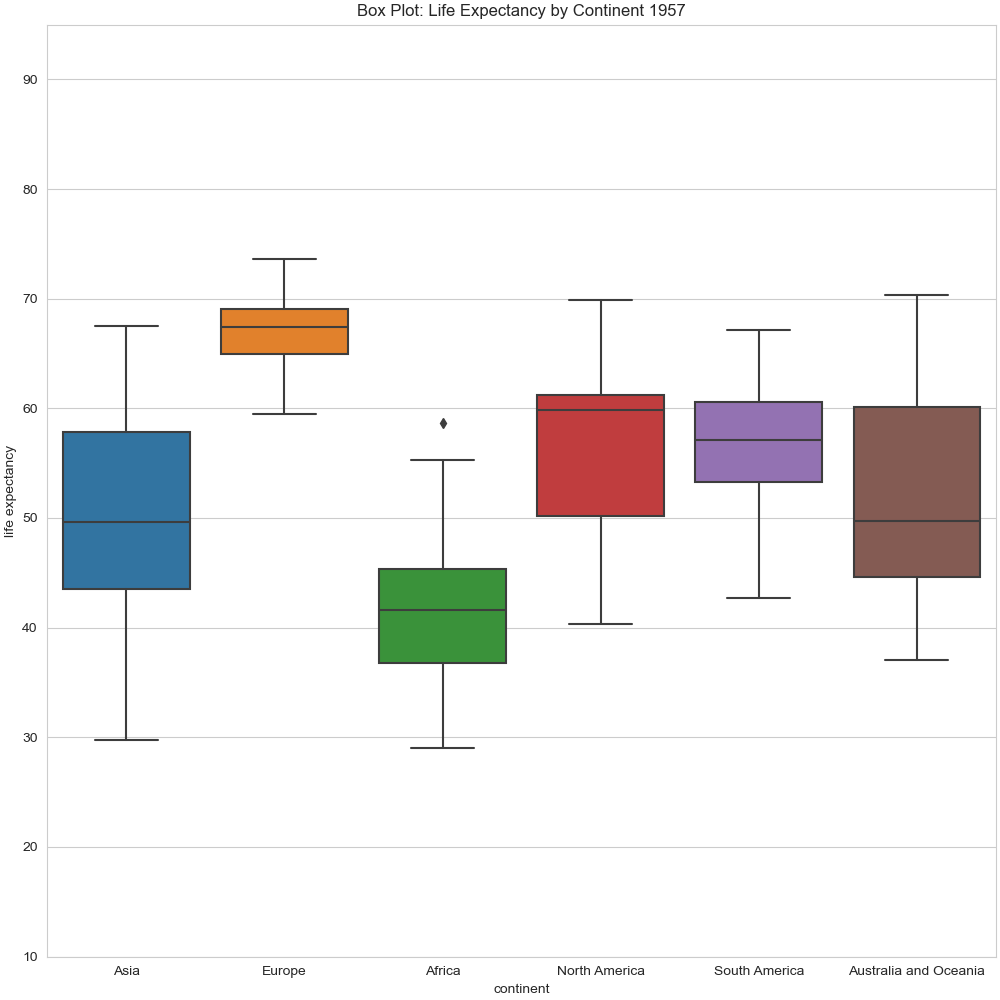 Box Plot: Life Expectancy by Continent 1957
90
80
70
60
50
40
30
20
10
life expectancy
Asia Europe Africa North America South America Australia and Oceania
continent